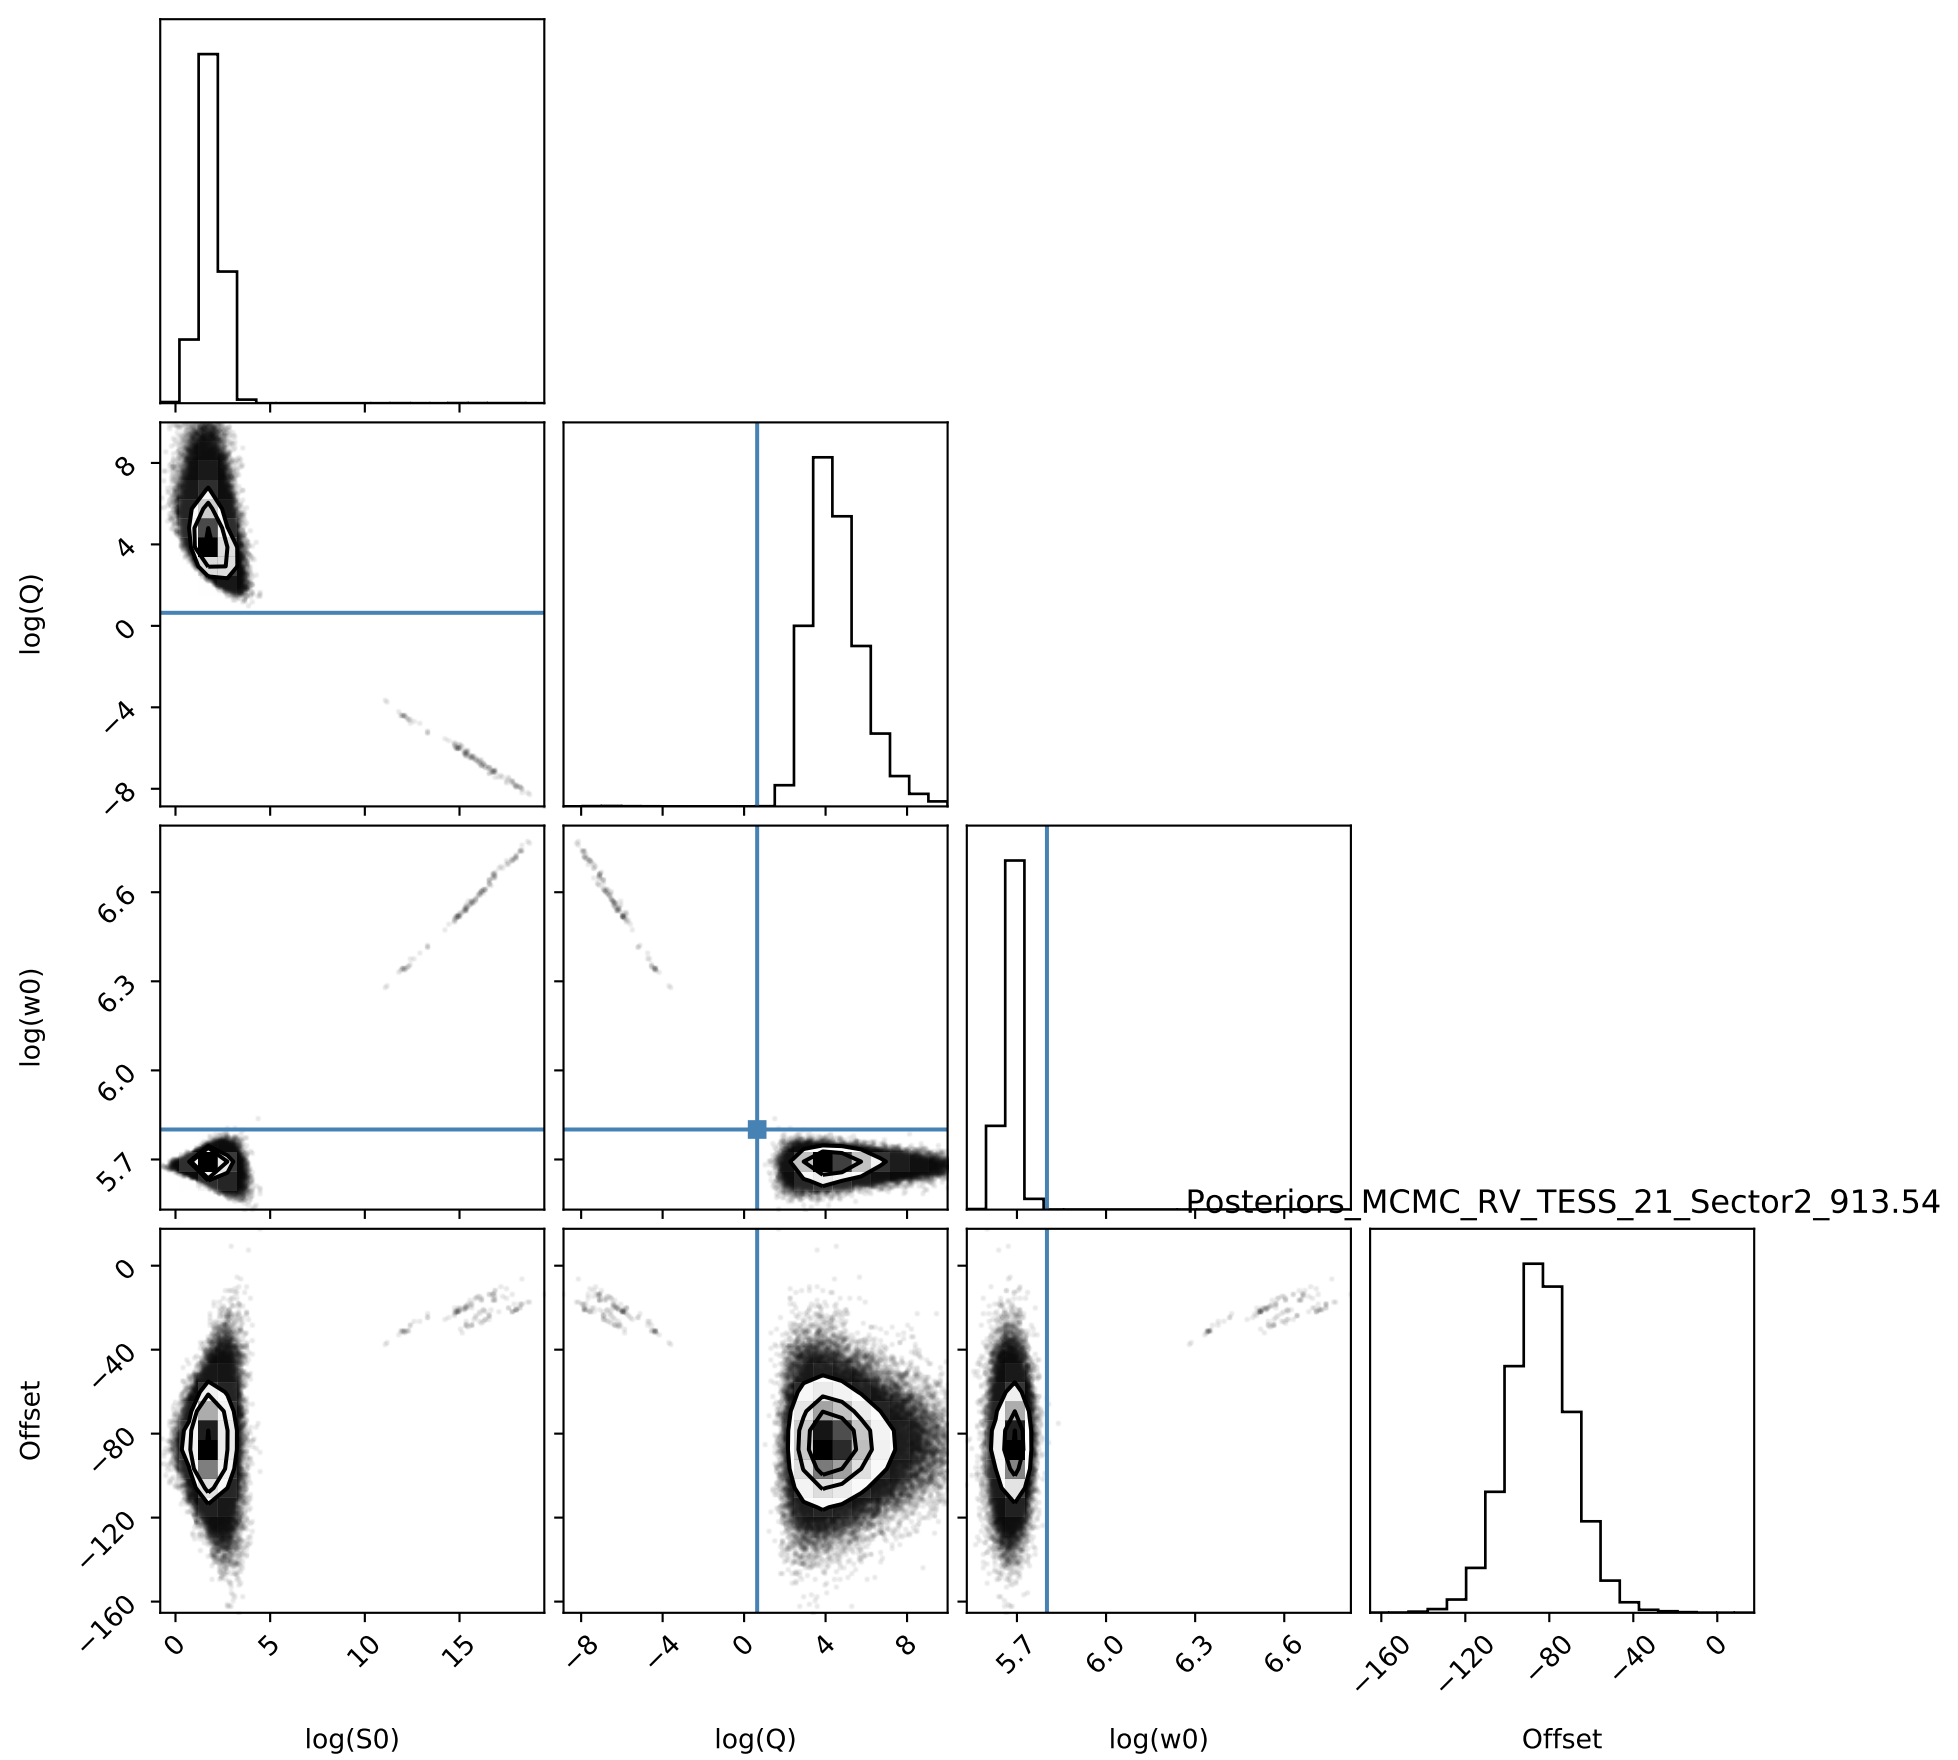 8
4
0
−4
−8
log(Q)
6.6
6.3
6.0
5.7
log(w0)
Posteriors_MCMC_RV_TESS_21_Sector2_913.54
0
−40
−80
−120
−160
Offset
0 5 10 15
−8 −4 0 4 8
5.7 6.0 6.3 6.6
−160 −120 −80 −40 0
log(S0) log(Q) log(w0) Offset